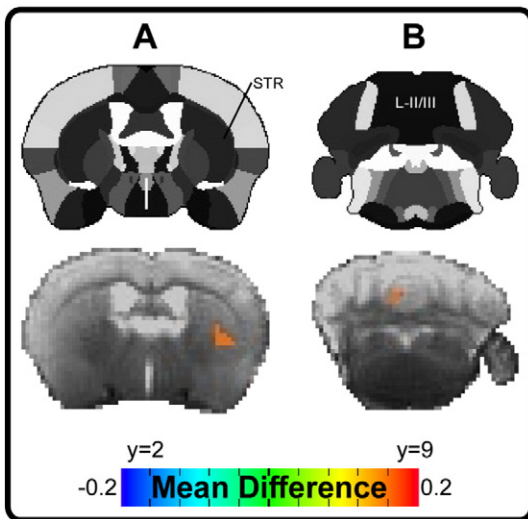 A B
STR
L-II/III
y=2 y=9
-0.2 Mean Difference 0.2